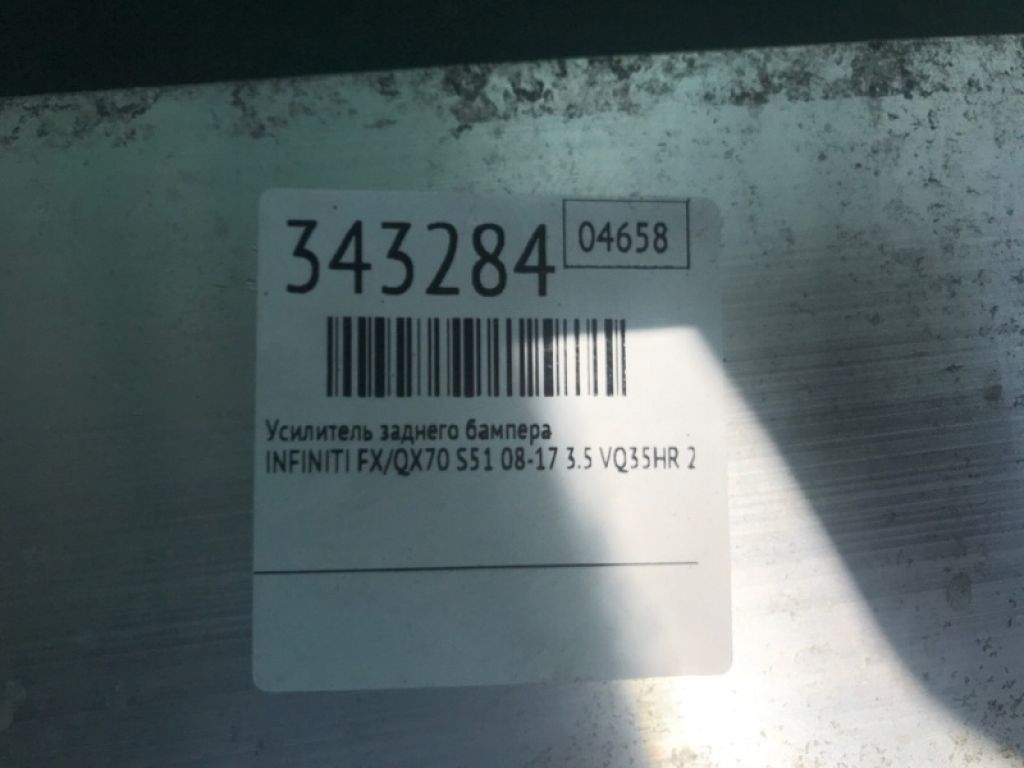 343284 04658
Усилитель заднего бампера
INFINITI FX/QX70 S51 08-17 3.5 VQ35HR 2